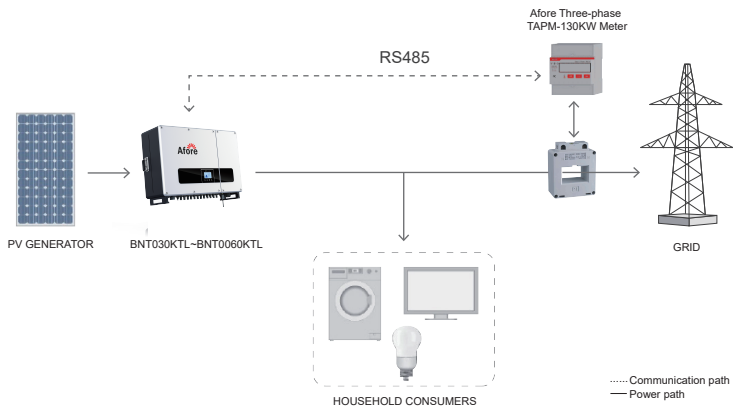 Afore Three-phase
TAPM-130KW Meter
RS485
Afore
PV GENERATOR
BNT030KTL~BNT0060KTL
GRID
HOUSEHOLD CONSUMERS
Communication path
Power path